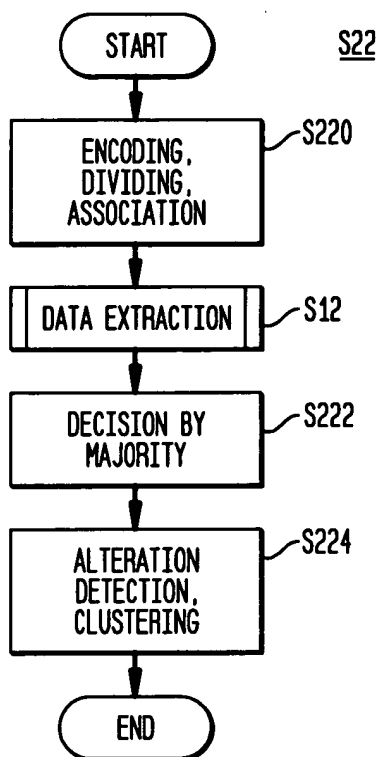 START
S22
ENCODING,
DIVIDING,
ASSOCIATION
S220
DATA EXTRACTION
S12
DECISION BY
MAJORITY
S222
ALTERATION
DETECTION,
CLUSTERING
S224
END